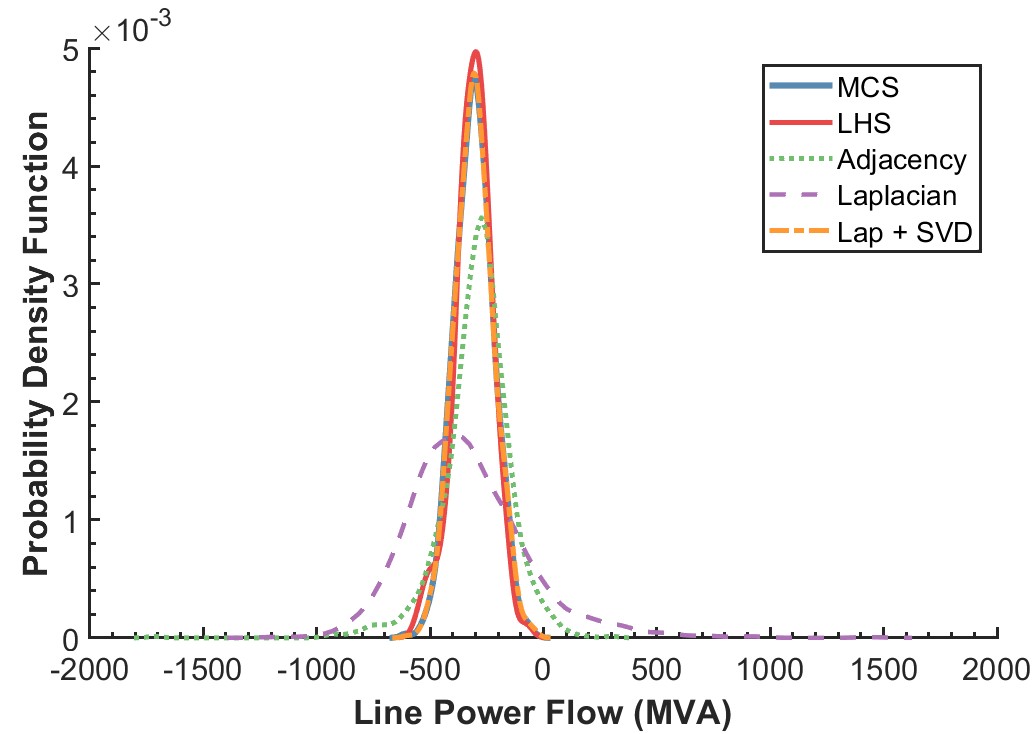 ×10-3
5
4
3
2
1
0
Probability Density Function
-2000 -1500 -1000 -500 0 500 1000 1500 2000
Line Power Flow (MVA)
MCS
LHS
Adjacency
Laplacian
Lap + SVD